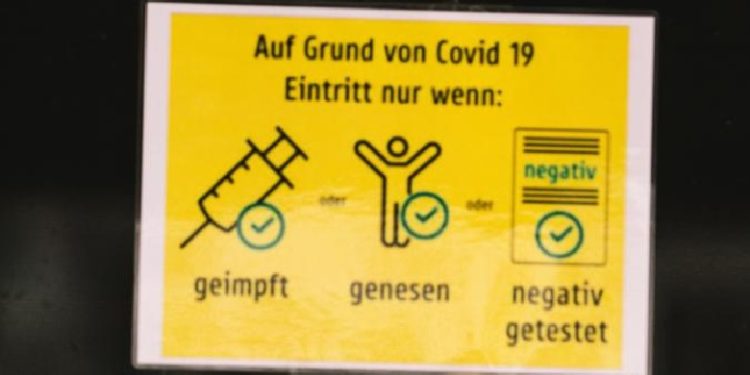 Auf Grund von Covid 19
Eintritt nur wenn:
geimpft
oder
genesen
oder
negativ
negativ
getestet